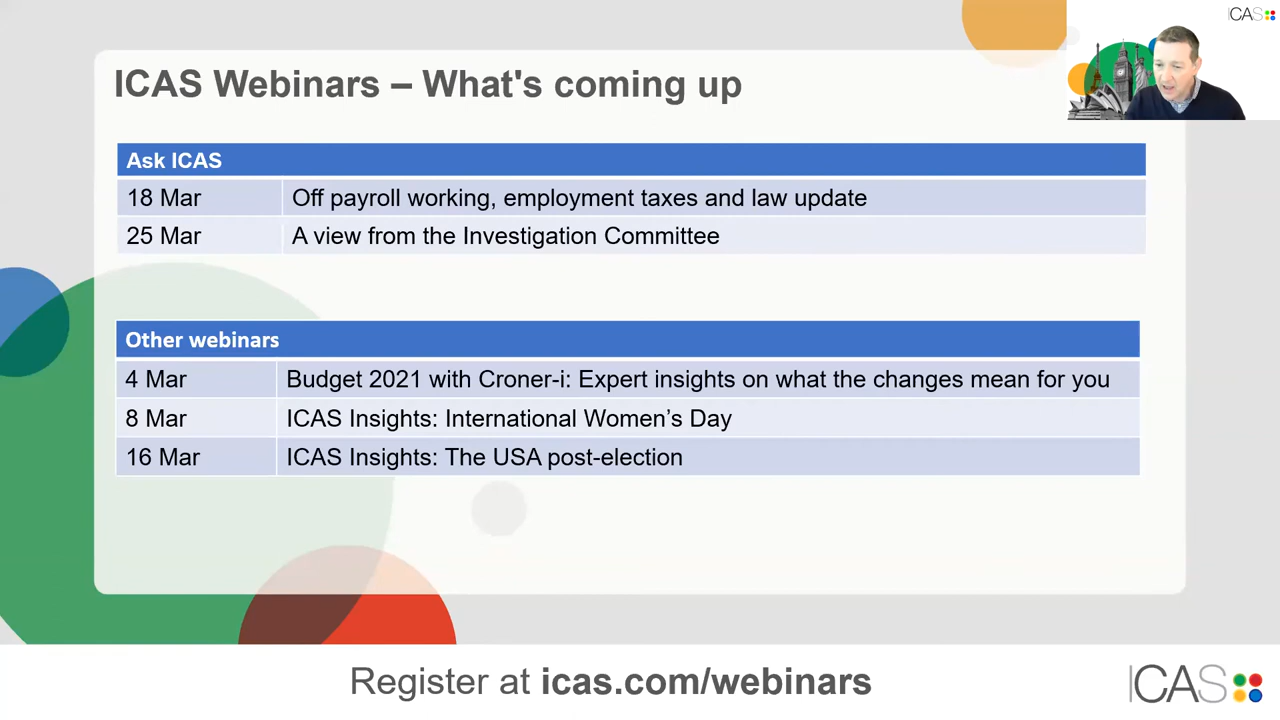 ICAS
ICAS Webinars – What's coming up
Ask ICAS
18 Mar Off payroll working, employment taxes and law update
25 Mar A view from the Investigation Committee
Other webinars
4 Mar Budget 2021 with Croner-i: Expert insights on what the changes mean for you
8 Mar ICAS Insights: International Women’s Day
16 Mar ICAS Insights: The USA post-election
Register at icas.com/webinars
ICAS